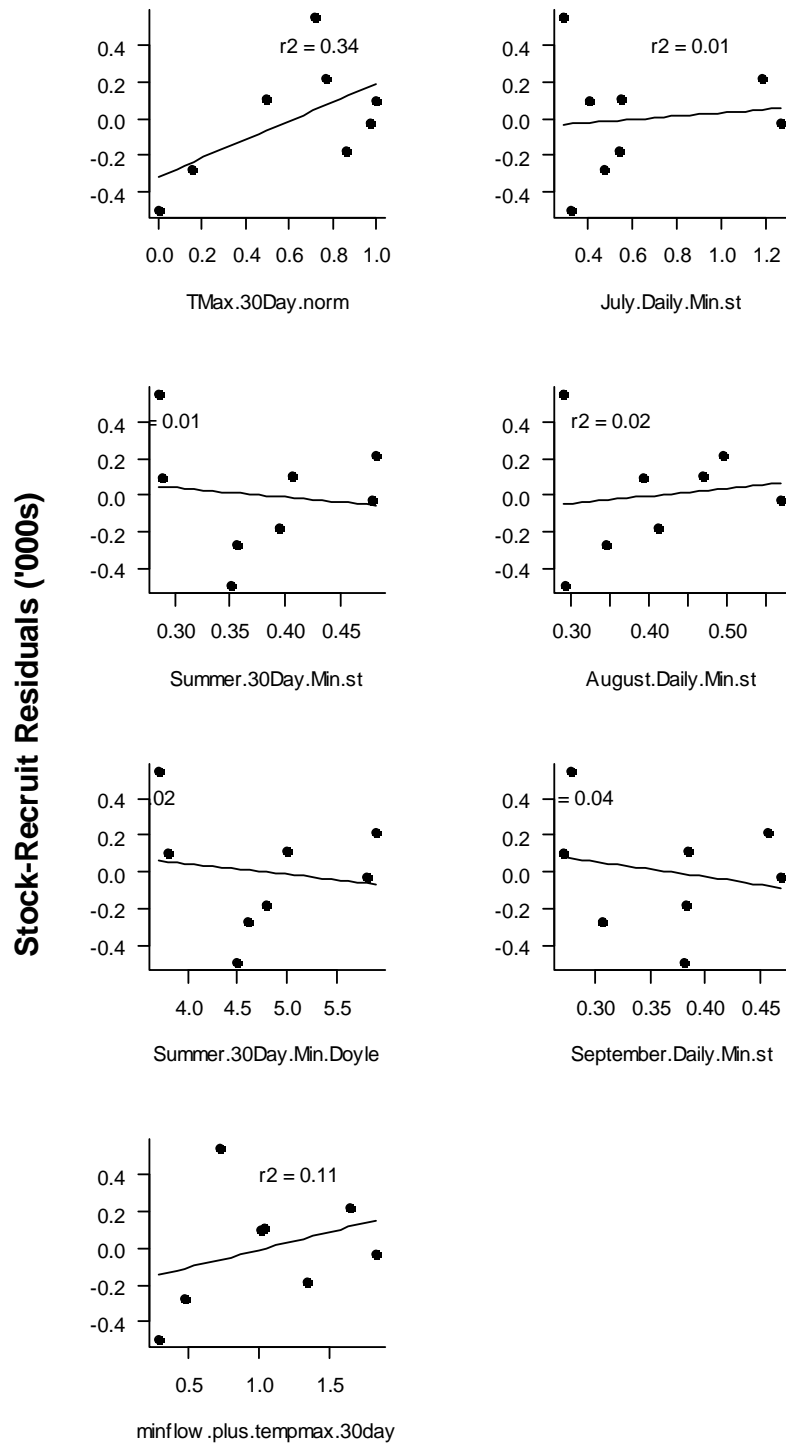 Stock-Recruit Residuals ('000s)
0.4
0.2
0.0
-0.2
-0.4
r2 = 0.34
0.0 0.2 0.4 0.6 0.8 1.0
TMax.30Day.norm
0.4
0.2
0.0
-0.2
-0.4
r2 = 0.01
0.4 0.6 0.8 1.0 1.2
July.Daily.Min.st
0.4
0.2
0.0
-0.2
-0.4
= 0.01
0.30 0.35 0.40 0.45
Summer.30Day.Min.st
0.4
0.2
0.0
-0.2
-0.4
r2 = 0.02
0.30 0.40 0.50
August.Daily.Min.st
0.4
0.2
0.0
-0.2
-0.4
.02
4.0 4.5 5.0 5.5
Summer.30Day.Min.Doyle
0.4
0.2
0.0
-0.2
-0.4
= 0.04
0.30 0.35 0.40 0.45
September.Daily.Min.st
0.4
0.2
0.0
-0.2
-0.4
r2 = 0.11
0.5 1.0 1.5
minflow.plus.tempmax.30day